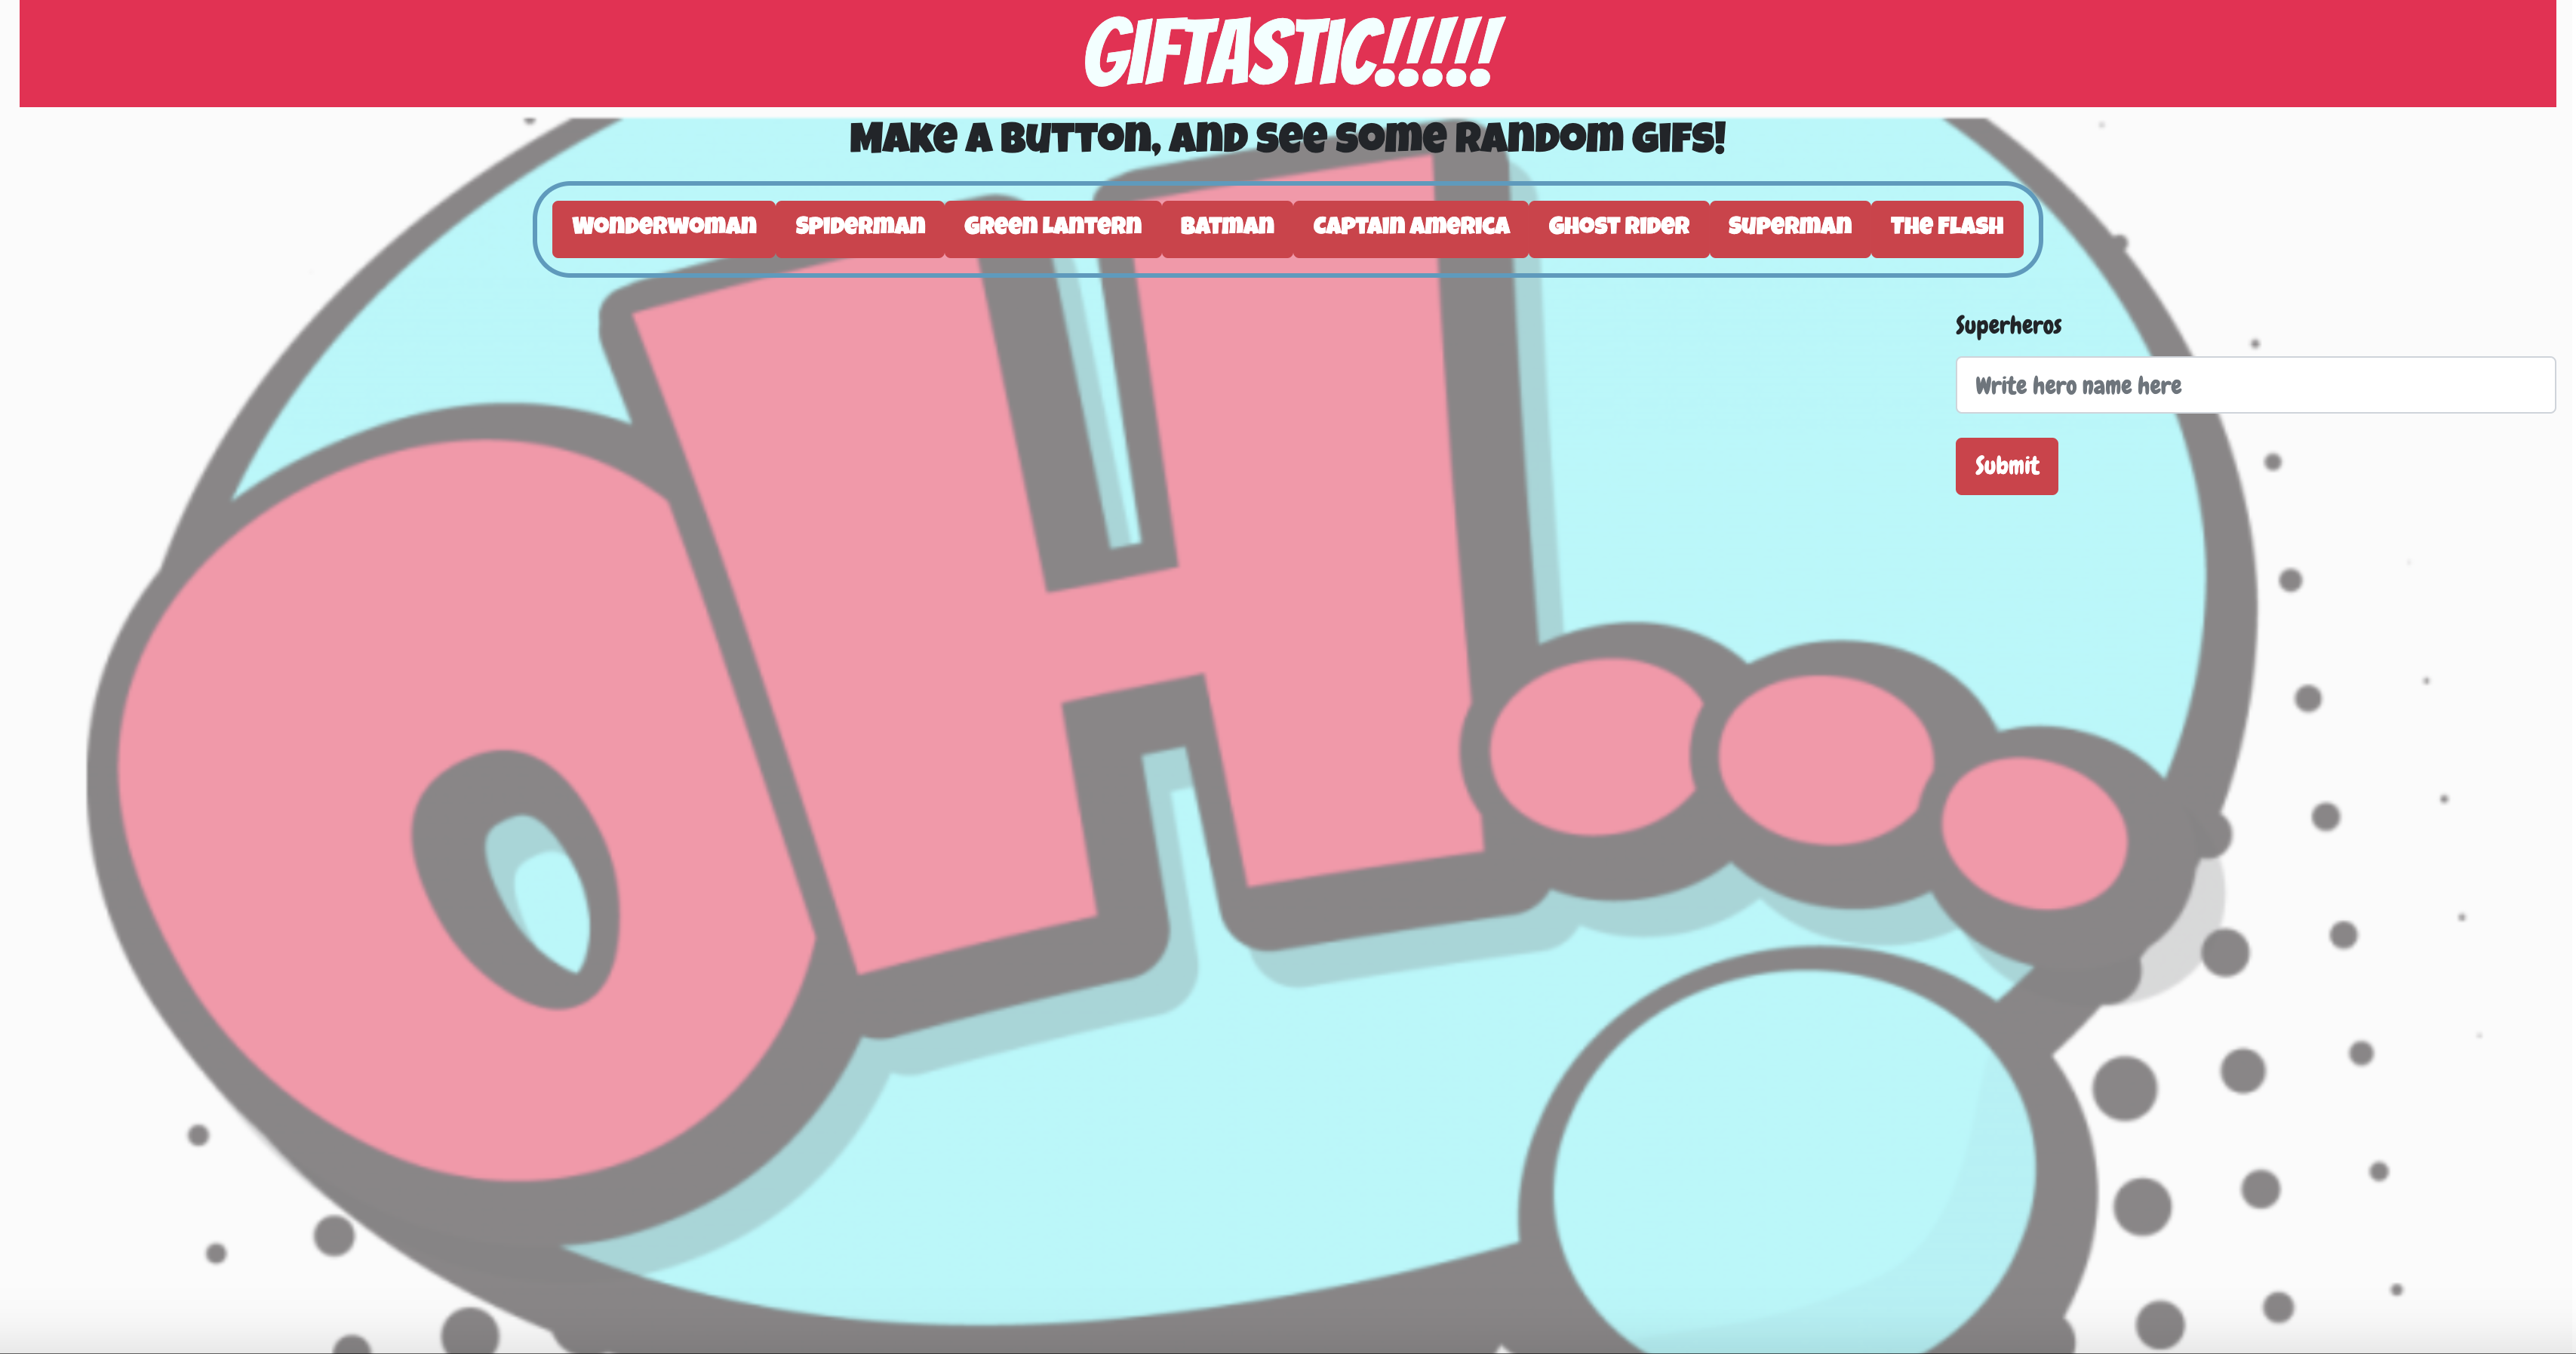 GIFTASTIC!!!!!
MAKE A BUTTON, AND SEE SOME RANDOM GIFS!
WONDERWOMAN SPIDERMAN GREEN LANTERN BATMAN CAPTAIN AMERICA GHOST RIDER SUPERMAN THE FLASH
Superheros
Write hero name here
Submit
OH...